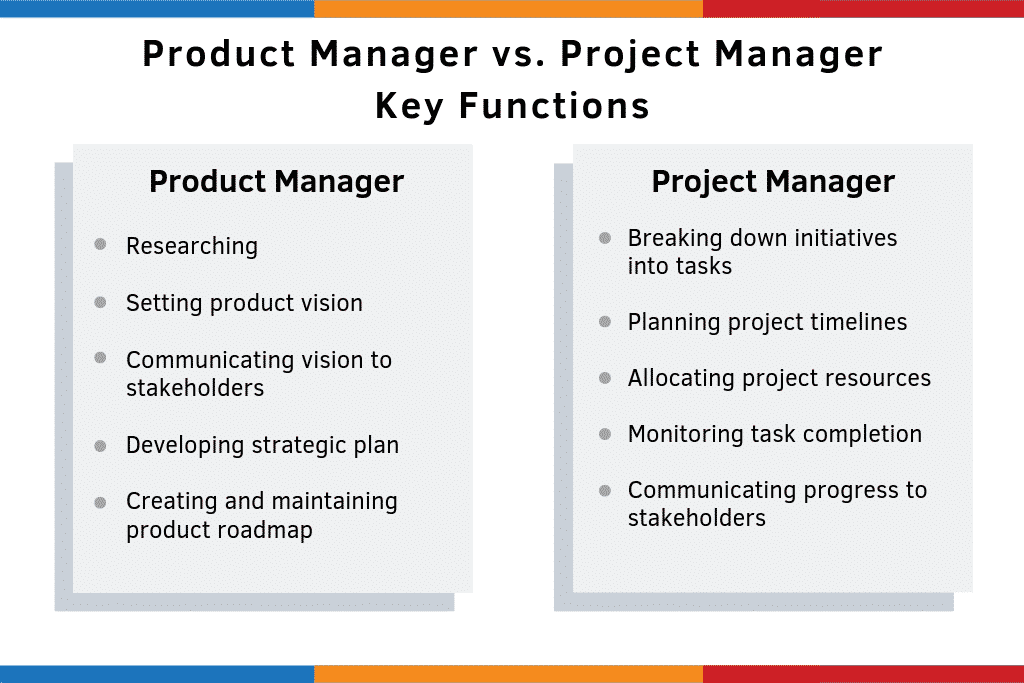 Product Manager vs. Project Manager
Key Functions
Product Manager
Researching
Setting product vision
Communicating vision to
stakeholders
Developing strategic plan
Creating and maintaining
product roadmap
Project Manager
Breaking down initiatives
into tasks
Planning project timelines
Allocating project resources
Monitoring task completion
Communicating progress to
stakeholders